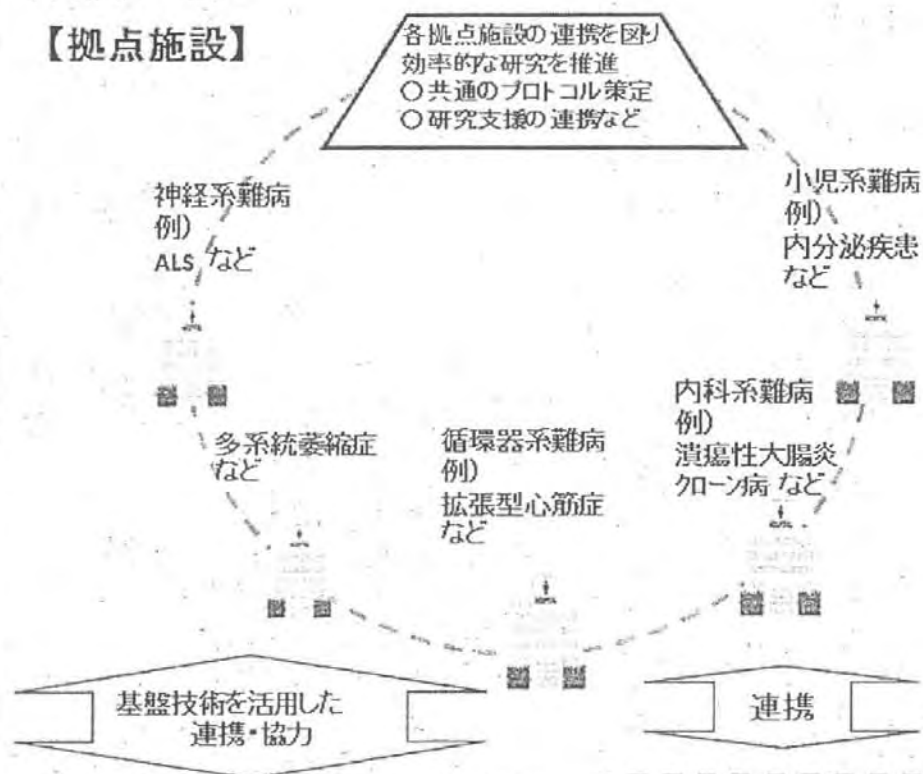 【拠点施設】
各拠点施設の連携を図り
効率的な研究を推進
○共通のプロトコル策定
○研究支援の連携など
神経系難病
例)
ALS など
小児系難病
例)
内分泌疾患
など
多系統萎縮症
など
循環器系難病
例)
拡張型心筋症
など
内科系難病
例)
潰瘍性大腸炎
クローン病 など
基盤技術を活用した
連携・協力
連携